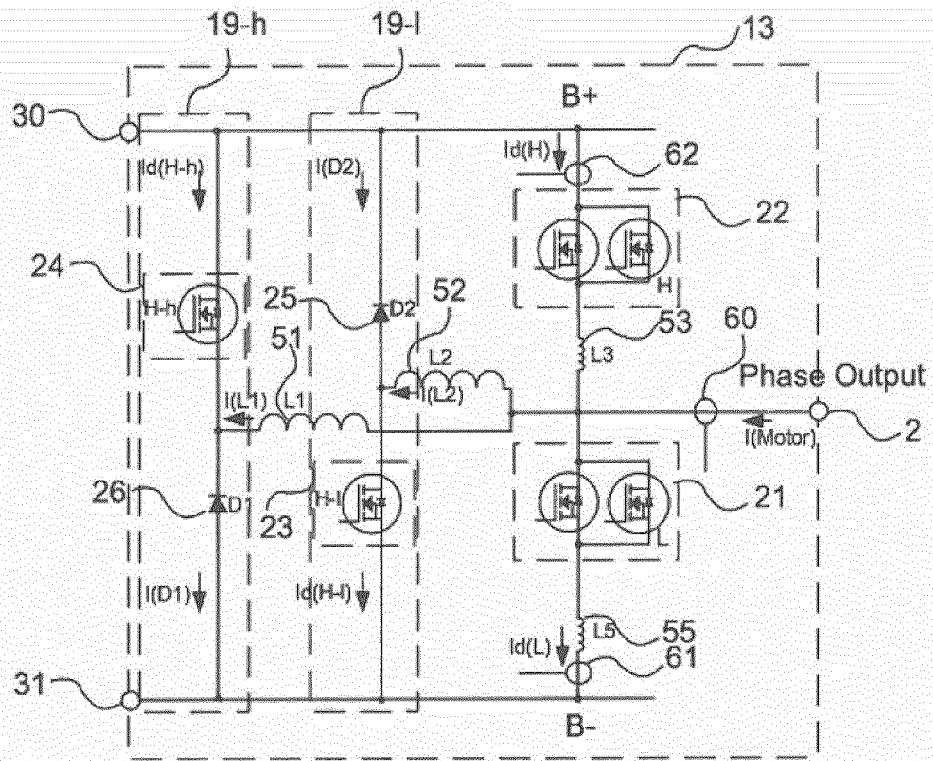 19-h
19-l
13
B+
30
Id(H-h)
I(D2)
Id(H)
62
22
24
H-h
25
D2
52
H
53
51
L2
L3
60
I(L1)
L1
I(L2)
Phase Output
I(Motor)
2
26
D
23
H-l
21
L
I(D1)
Id(H-l)
Id(L)
L5
55
61
31
B-